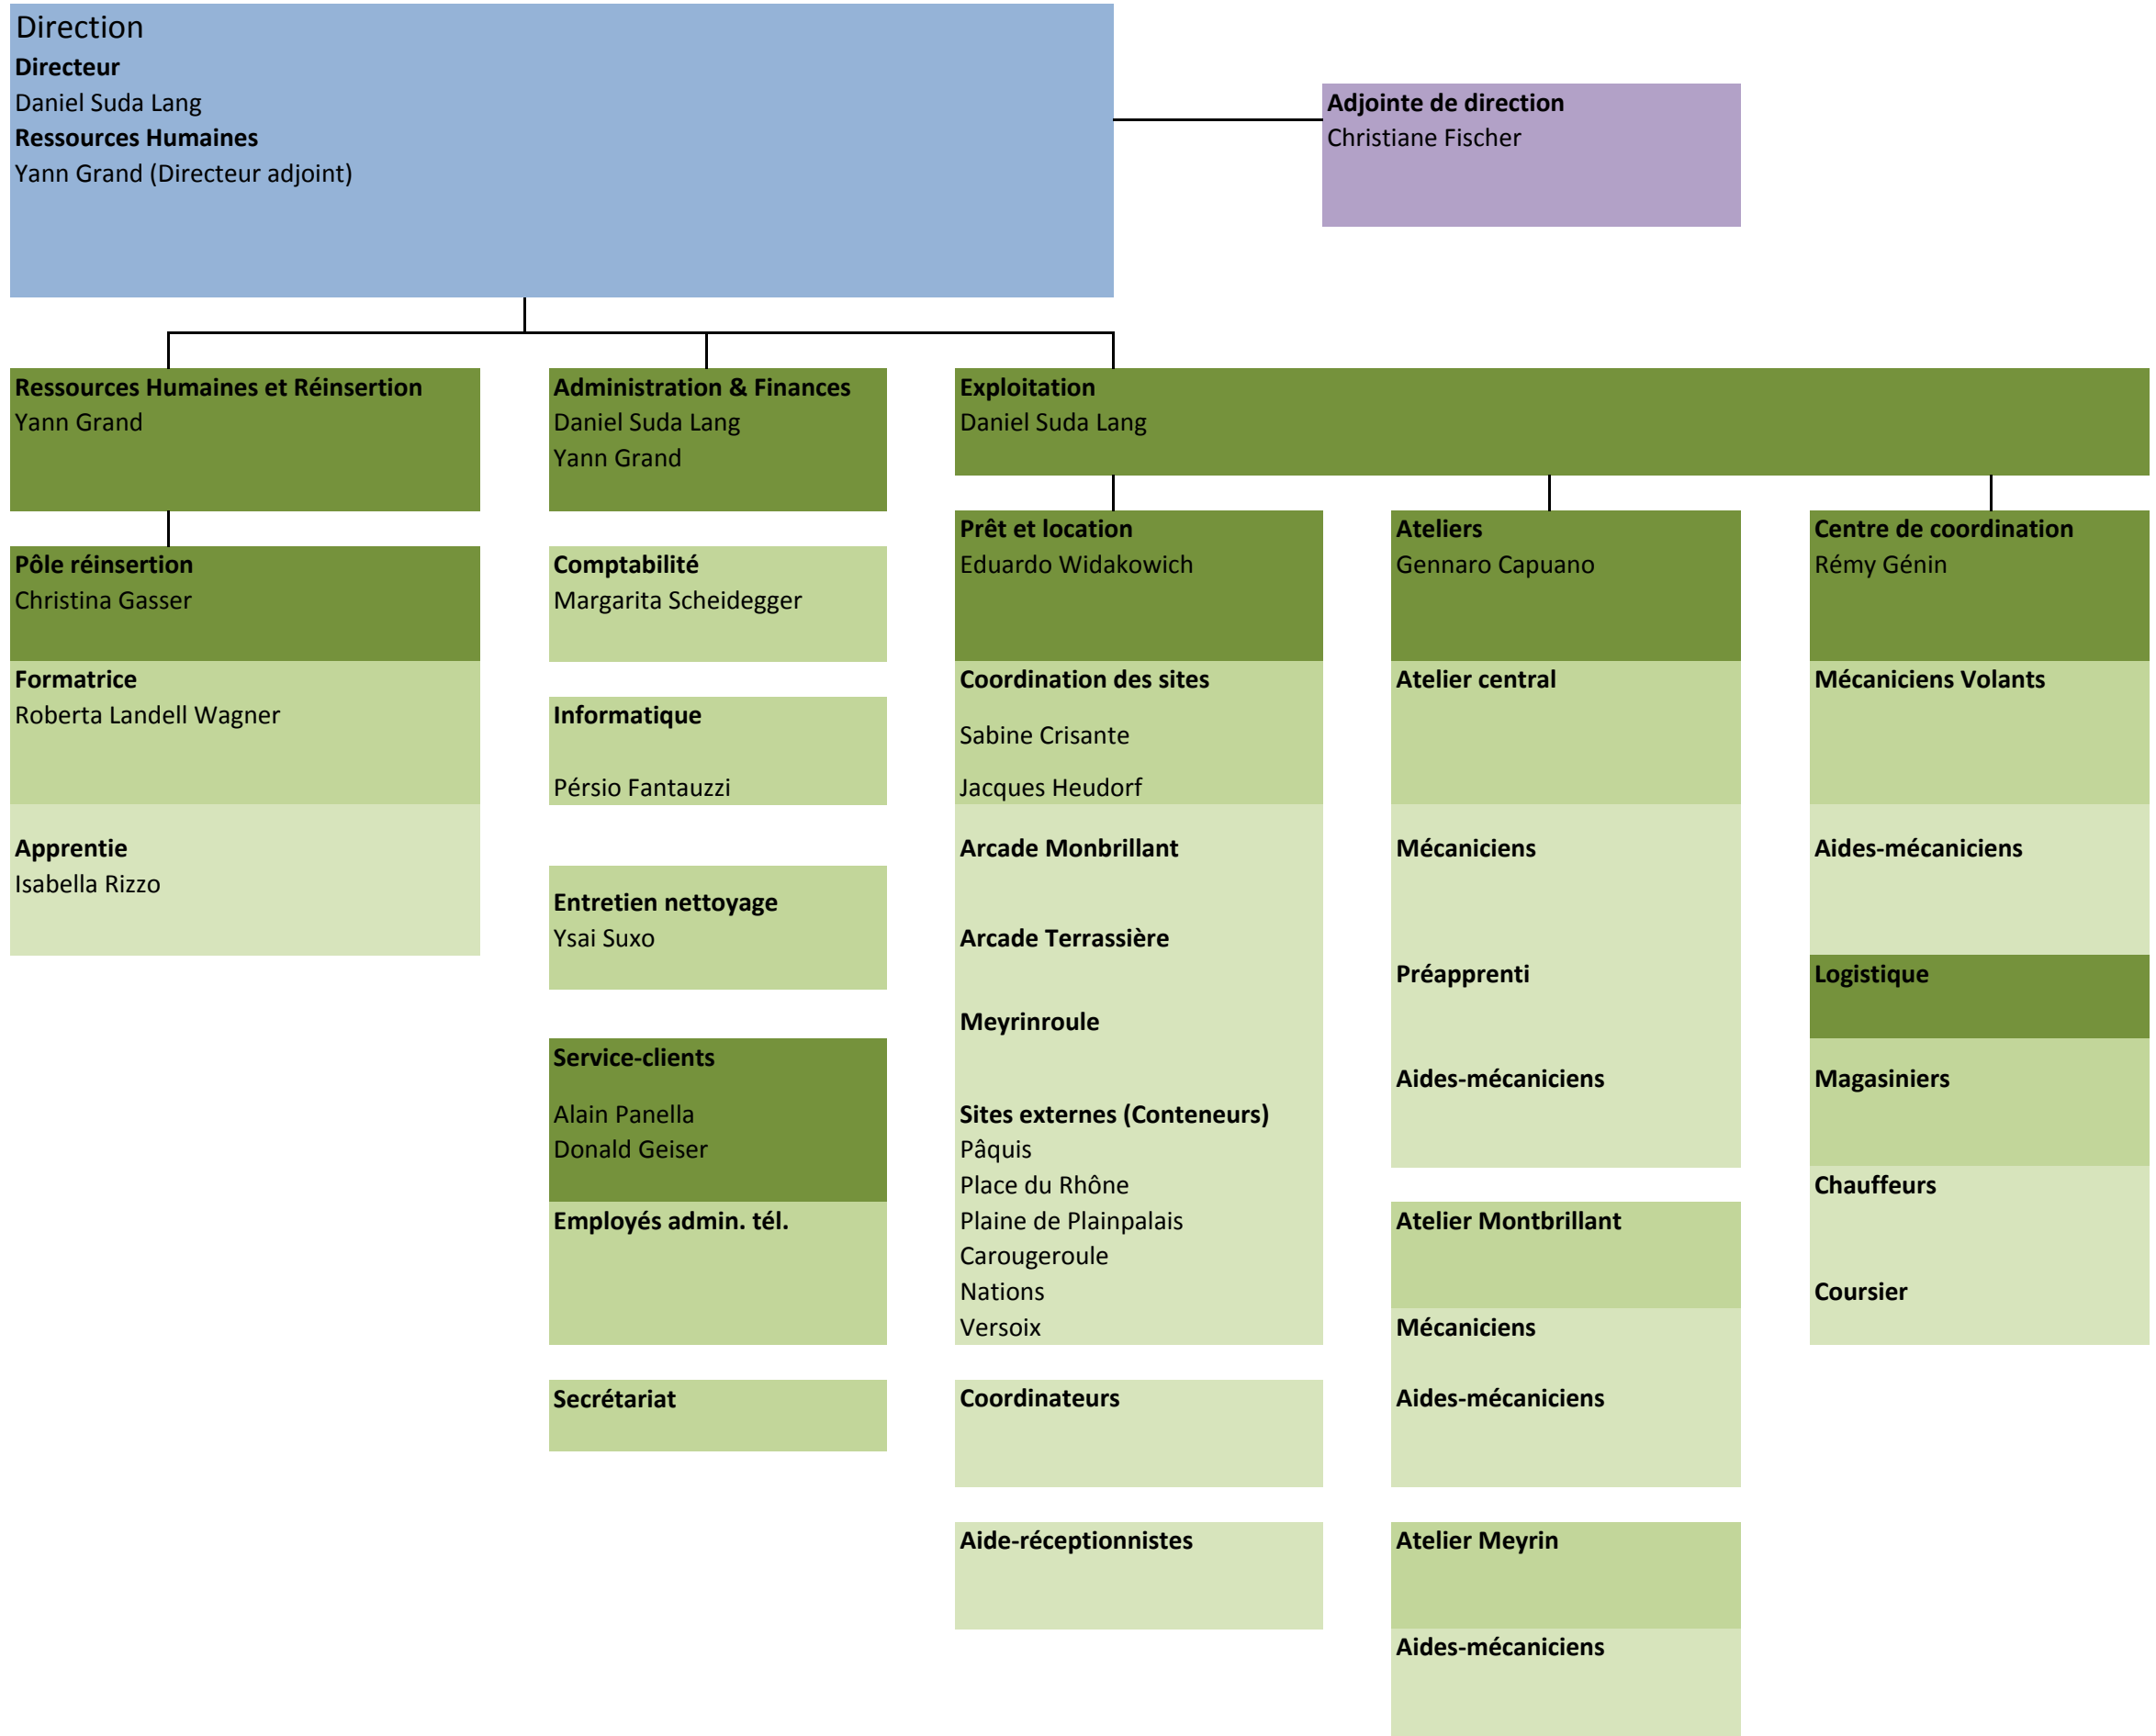 Direction
Directeur
Daniel Suda Lang
Ressources Humaines
Yann Grand (Directeur adjoint)
Adjointe de direction
Christiane Fischer
Ressources Humaines et Réinsertion
Yann Grand
Pôle réinsertion
Christina Gasser
Formatrice
Roberta Landell Wagner
Apprentie
Isabella Rizzo
Administration & Finances
Daniel Suda Lang
Yann Grand
Comptabilité
Margarita Scheidegger
Informatique
Pérsio Fantauzzi
Entretien nettoyage
Ysai Suxo
Service-clients
Alain Panella
Donald Geiser
Employés admin. tél.
Secrétariat
Exploitation
Daniel Suda Lang
Prêt et location
Eduardo Widakowich
Coordination des sites
Sabine Crisante
Jacques Heudorf
Arcade Monbrillant
Arcade Terrassière
Meyrinroule
Sites externes (Conteneurs)
Pâquis
Place du Rhône
Plaine de Plainpalais
Carougeroule
Nations
Versoix
Coordinateurs
Aide-réceptionnistes
Ateliers
Gennaro Capuano
Atelier central
Mécaniciens
Préapprenti
Aides-mécaniciens
Atelier Montbrillant
Mécaniciens
Aides-mécaniciens
Atelier Meyrin
Aides-mécaniciens
Centre de coordination
Rémy Génin
Mécaniciens Volants
Aides-mécaniciens
Logistique
Magasiniers
Chauffeurs
Coursier